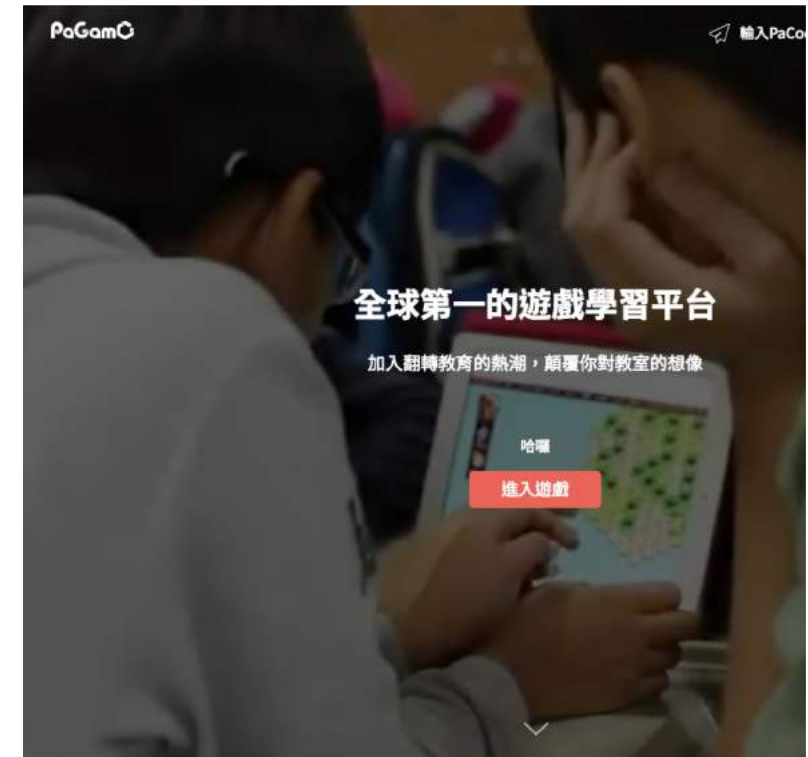 PaGamO
輸入PaCo
全球第一的遊戲學習平台
加入翻轉教育的熱潮，顛覆你對教室的想像
哈囉
進入遊戲